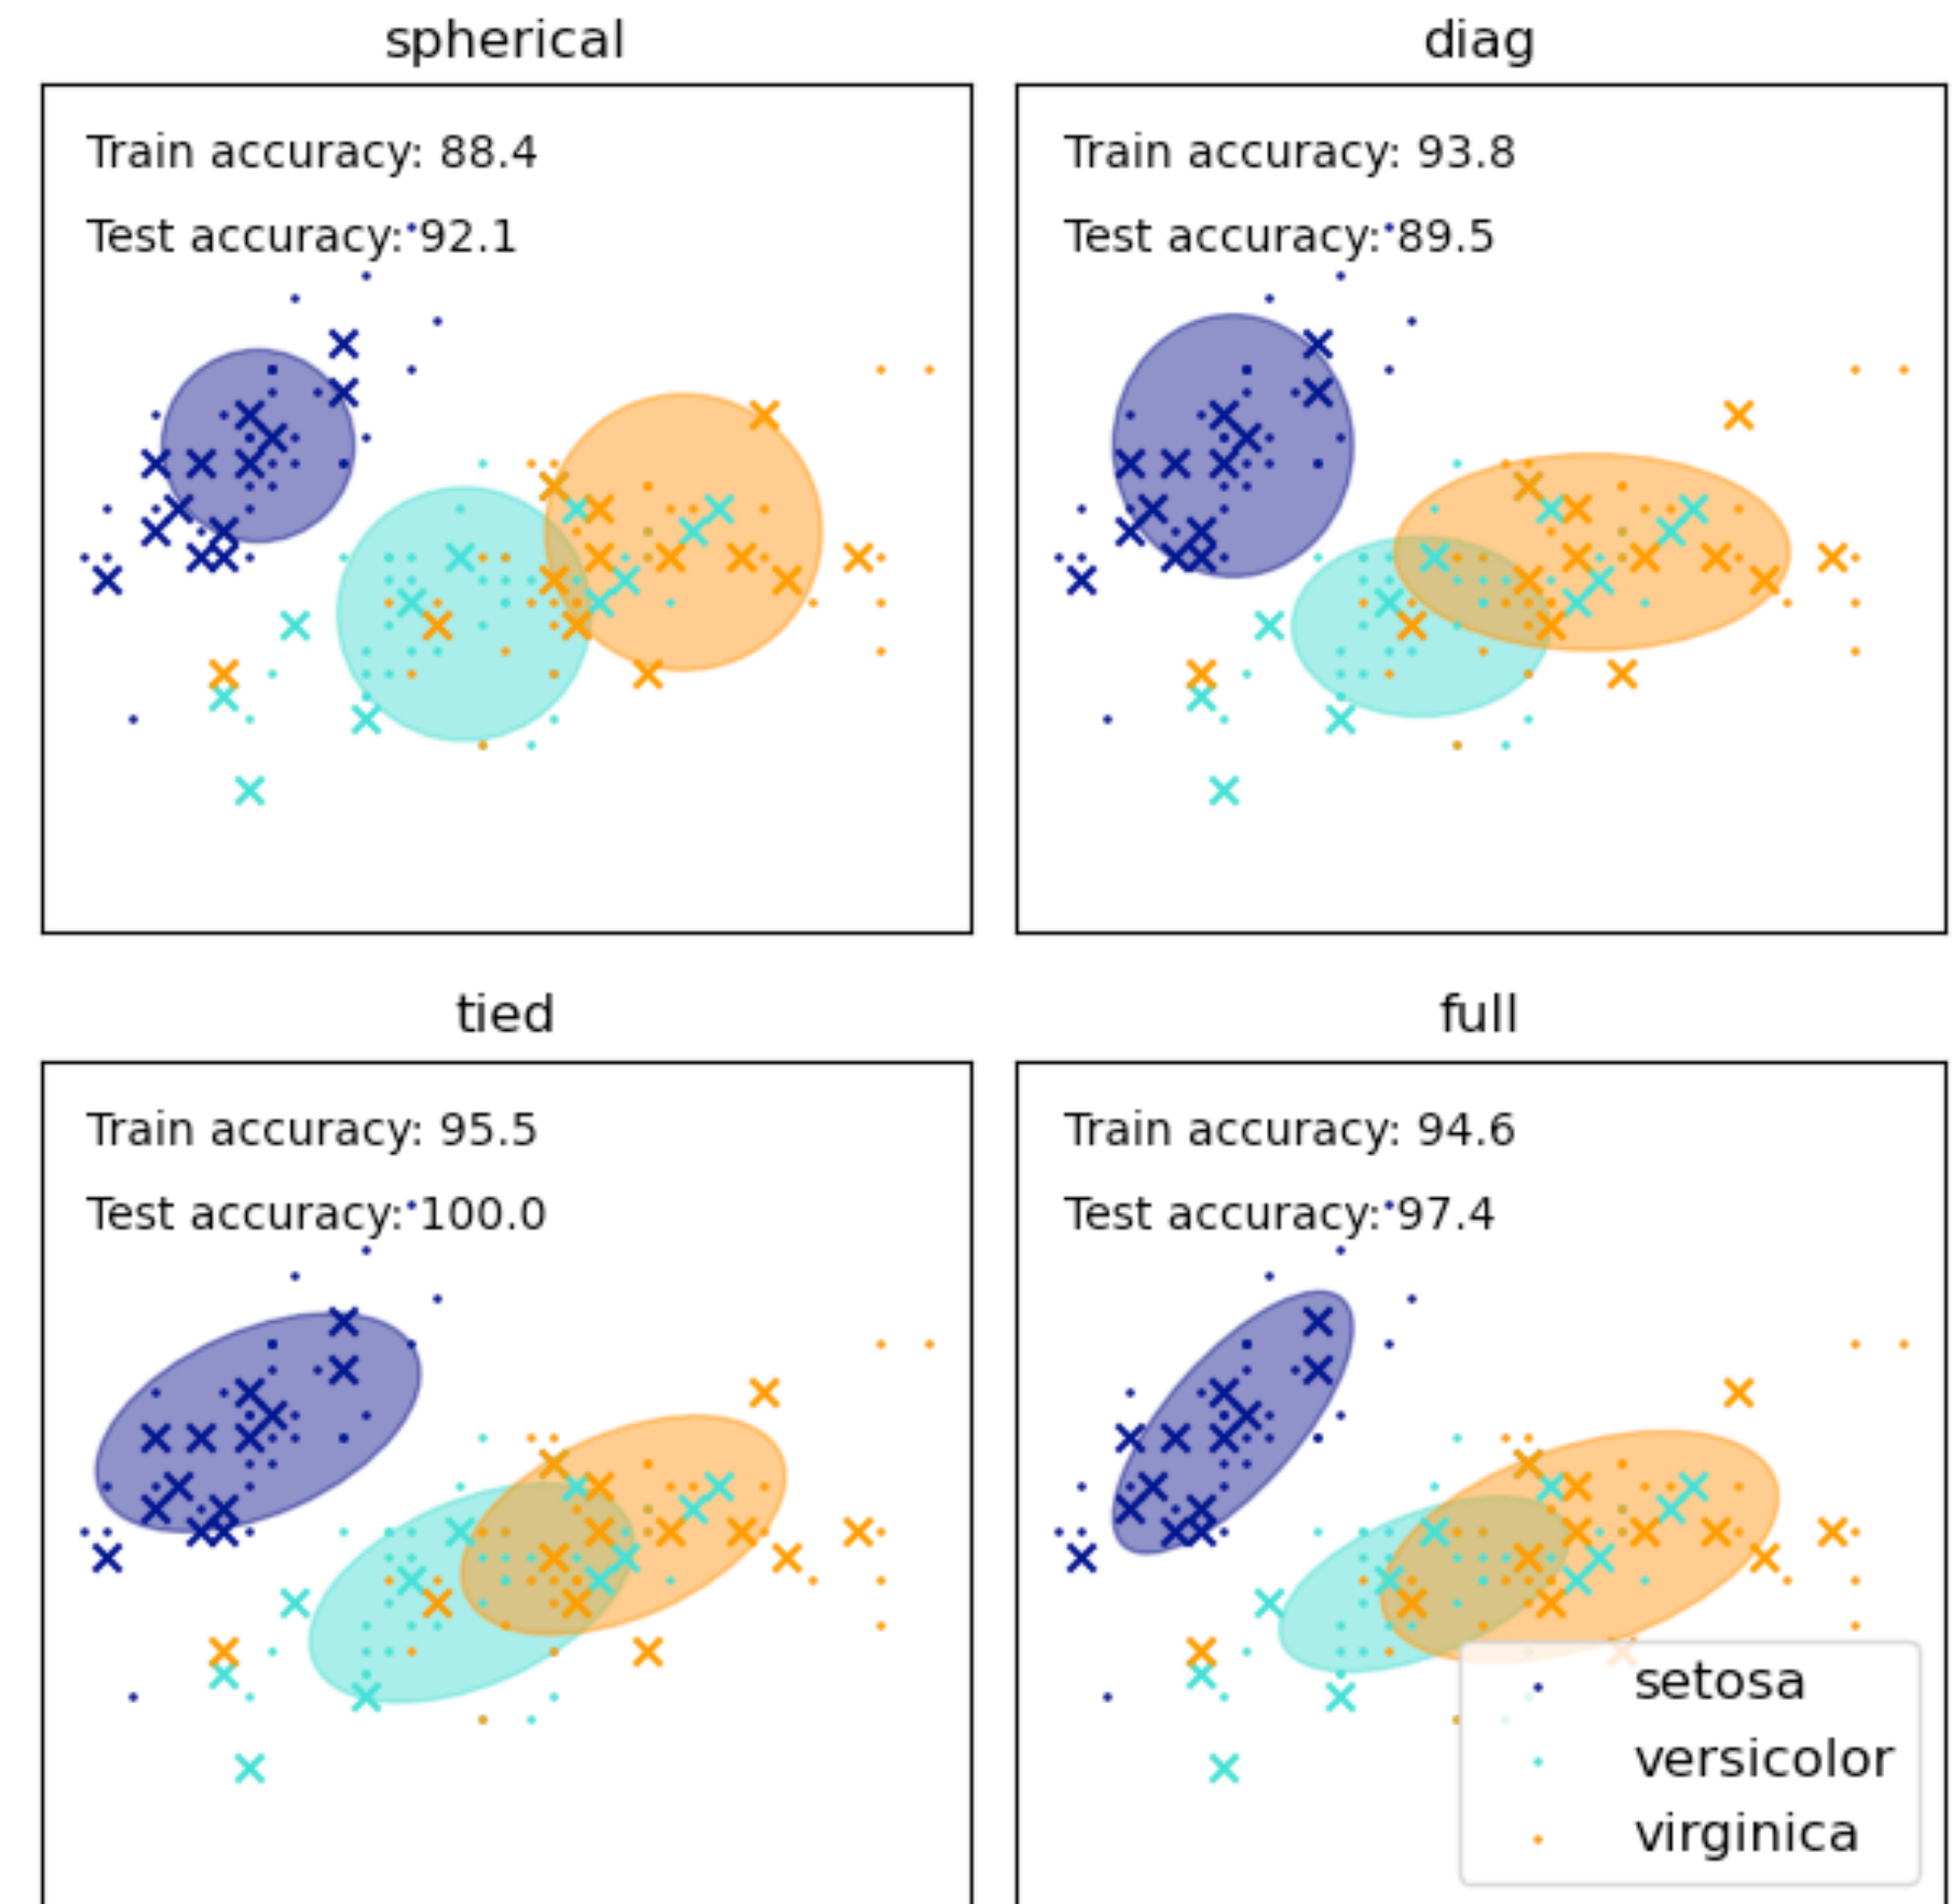 spherical
Train accuracy: 88.4
Test accuracy: 92.1
diag
Train accuracy: 93.8
Test accuracy: 89.5
tied
Train accuracy: 95.5
Test accuracy: 100.0
full
Train accuracy: 94.6
Test accuracy: 97.4
setosa
versicolor
virginica